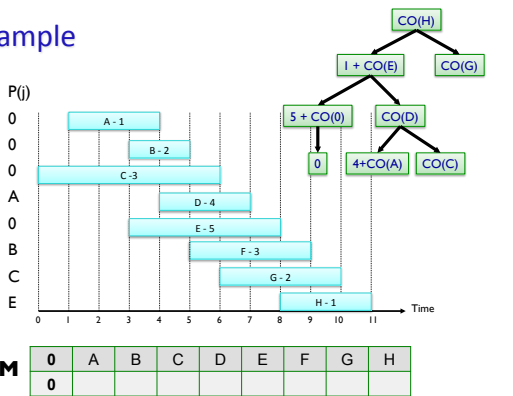 ample
CO(H)
1 + CO(E)
CO(G)
5 + CO(0)
CO(D)
0
4+CO(A)
CO(C)
P(j)
0
A - 1
0
B - 2
0
C -3
A
D - 4
0
E - 5
B
F - 3
C
G - 2
E
H - 1
Time
0 1 2 3 4 5 6 7 8 9 10 11
M
0 A B C D E F G H
0